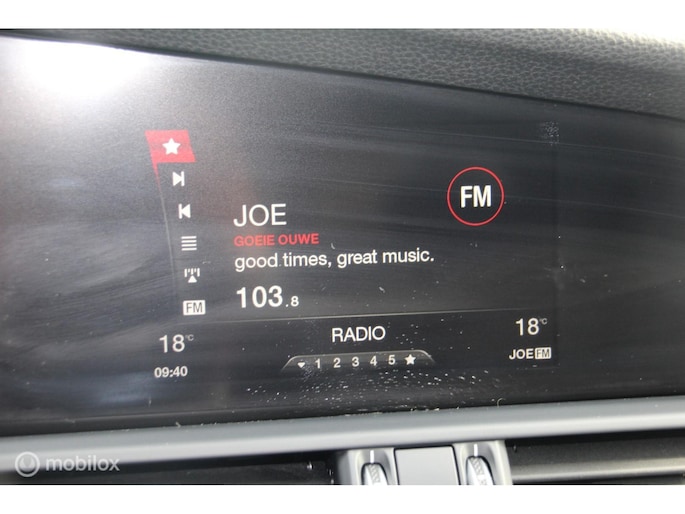 JOE
GOEIE OUWE
good times, great music.
103.8
FM
FM
18°C
09:40
RADIO
1 2 3 4 5
18°C
JOE FM
mobilox